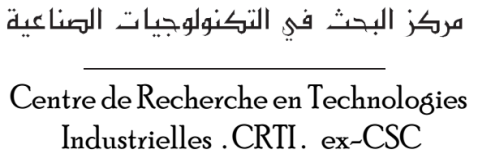 مركز البحث في التكنولوجيات الصناعية
Centre de Recherche en Technologies
Industrielles . CRTI . ex-CSC